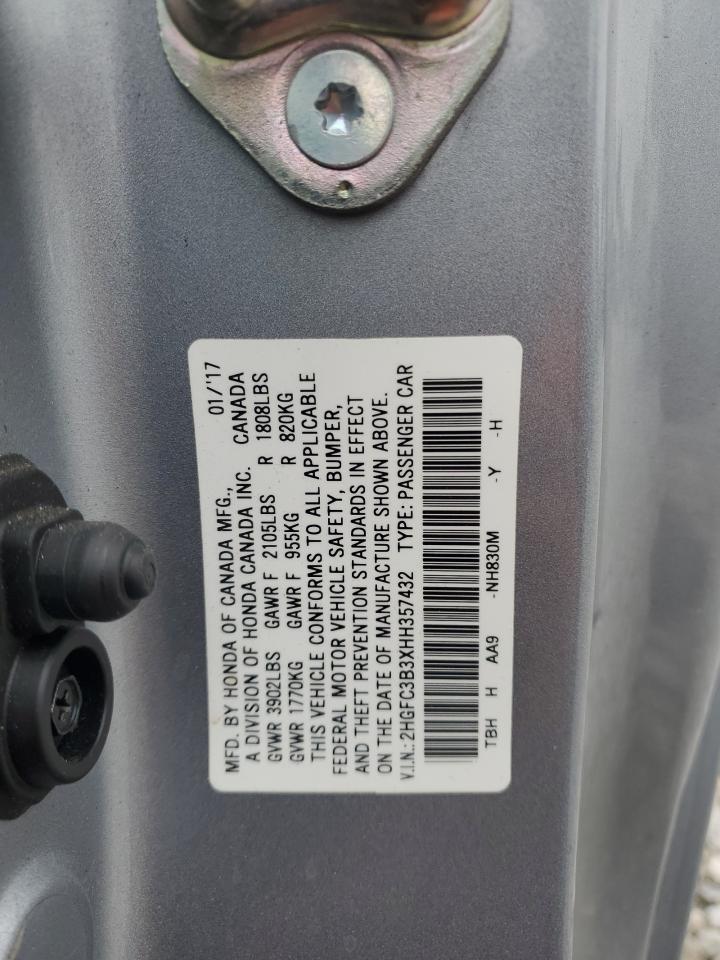 MFD. BY HONDA OF CANADA MFG., 01/'17
A DIVISION OF HONDA CANADA INC. CANADA
GVWR 3902LBS GAWR F 2105LBS R 1808LBS
GVWR 1770KG GAWR F 955KG R 820KG
THIS VEHICLE CONFORMS TO ALL APPLICABLE
FEDERAL MOTOR VEHICLE SAFETY, BUMPER,
AND THEFT PREVENTION STANDARDS IN EFFECT
ON THE DATE OF MANUFACTURE SHOWN ABOVE.
V.I.N.: 2HGFC3B3XHH357432 TYPE: PASSENGER CAR
TBH H AA9 -NH830M -Y -H